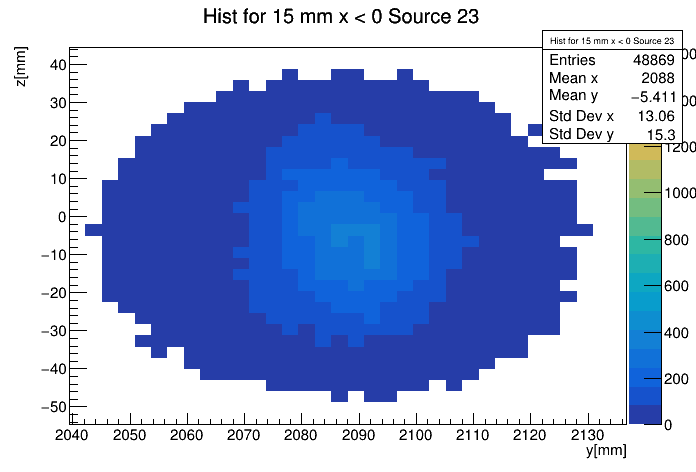 Hist for 15 mm x < 0 Source 23
z[mm]
Hist for 15 mm x < 0 Source 23
Entries 48869
Mean x 2088
Mean y −5.411
Std Dev x 13.06
Std Dev y 15.3
40
30
20
10
0
−10
−20
−30
−40
−50
2040 2050 2060 2070 2080 2090 2100 2110 2120 2130
y[mm]
1200
1000
800
600
400
200
0